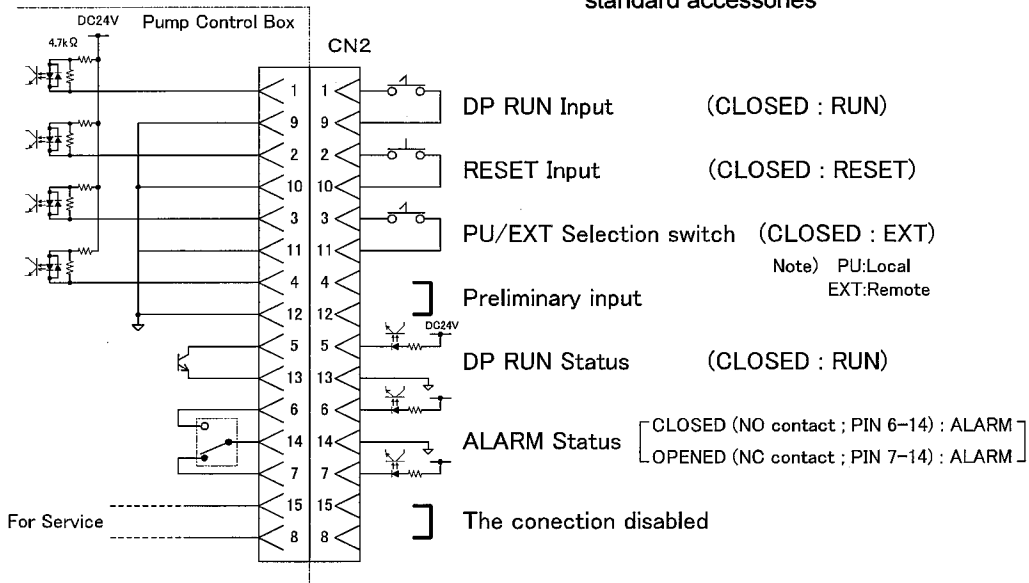 standard accessories
DC24V
Pump Control Box
4.7kΩ
CN2
1 1
DP RUN Input (CLOSED : RUN)
9 9
2 2
RESET Input (CLOSED : RESET)
10 10
3 3
PU/EXT Selection switch (CLOSED : EXT)
11 11
Note) PU:Local
EXT:Remote
4 4
Preliminary input
12 12
DC24V
5 5
DP RUN Status (CLOSED : RUN)
13 13
6 6
CLOSED (NO contact ; PIN 6-14) : ALARM
14 14
ALARM Status
OPENED (NC contact ; PIN 7-14) : ALARM
7 7
15 15
For Service
The conection disabled
8 8